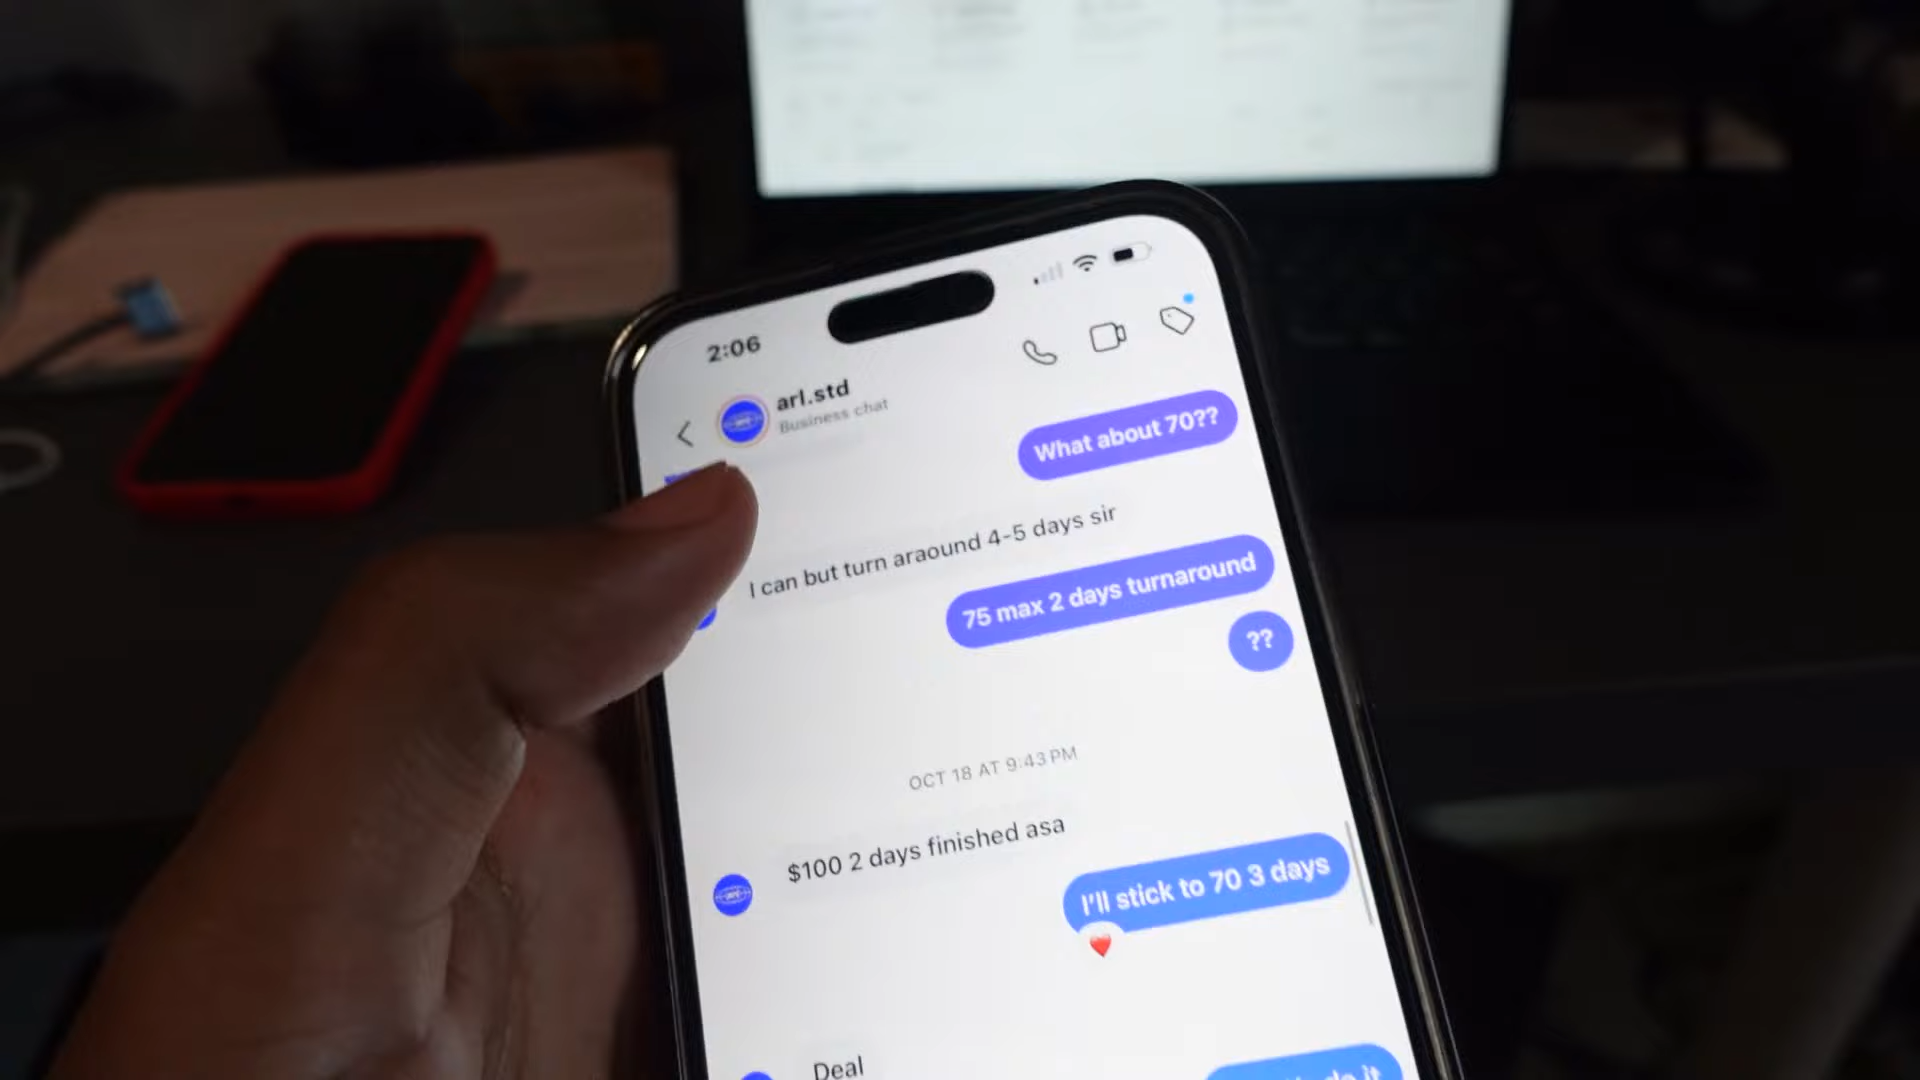 2:06
arl.std
Business chat
What about 70??
I can but turn araound 4-5 days sir
75 max 2 days turnaround
??
OCT 18 AT 9:43 PM
$100 2 days finished asa
I'll stick to 70 3 days
Deal
do it